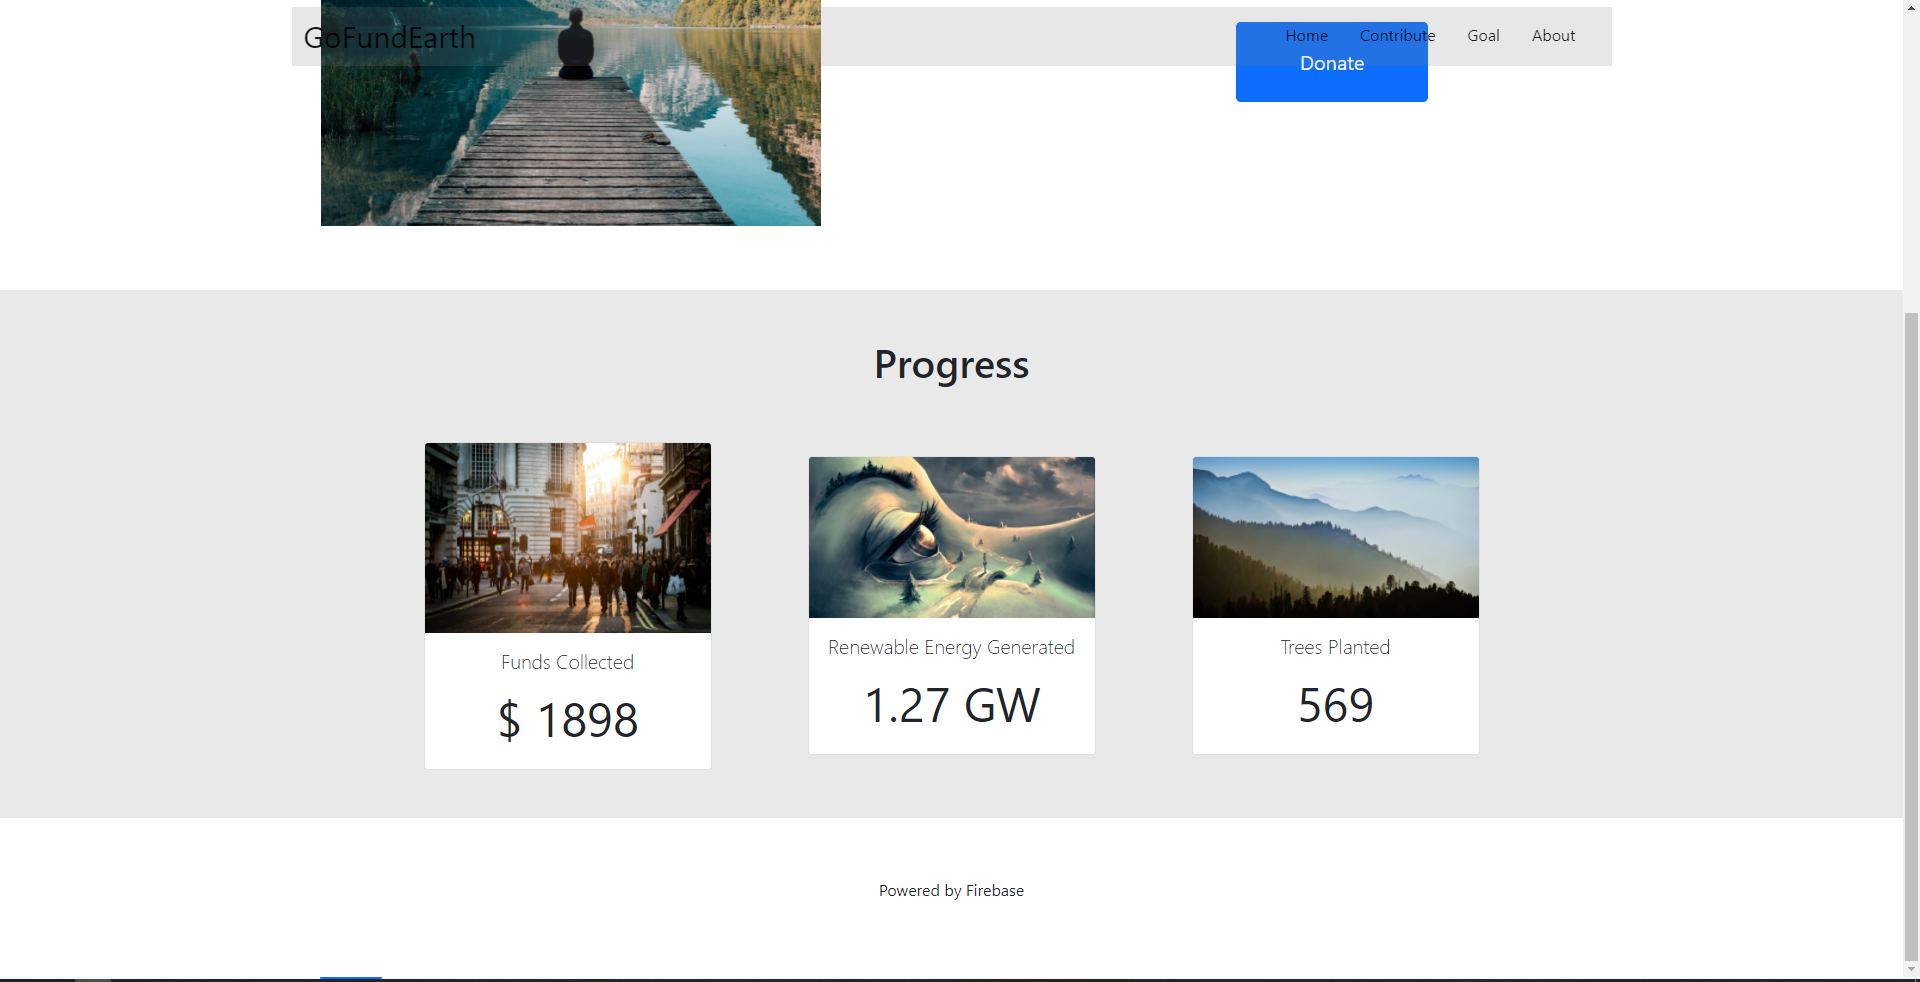 GoFundEarth
Home Contribute Goal About
Donate
Progress
Funds Collected
$ 1898
Renewable Energy Generated
1.27 GW
Trees Planted
569
Powered by Firebase